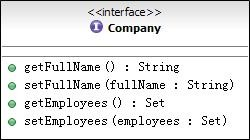 <<interface>>
I Company
getFullName() : String
setFullName(fullName : String)
getEmployees() : Set
setEmployees(employees : Set)